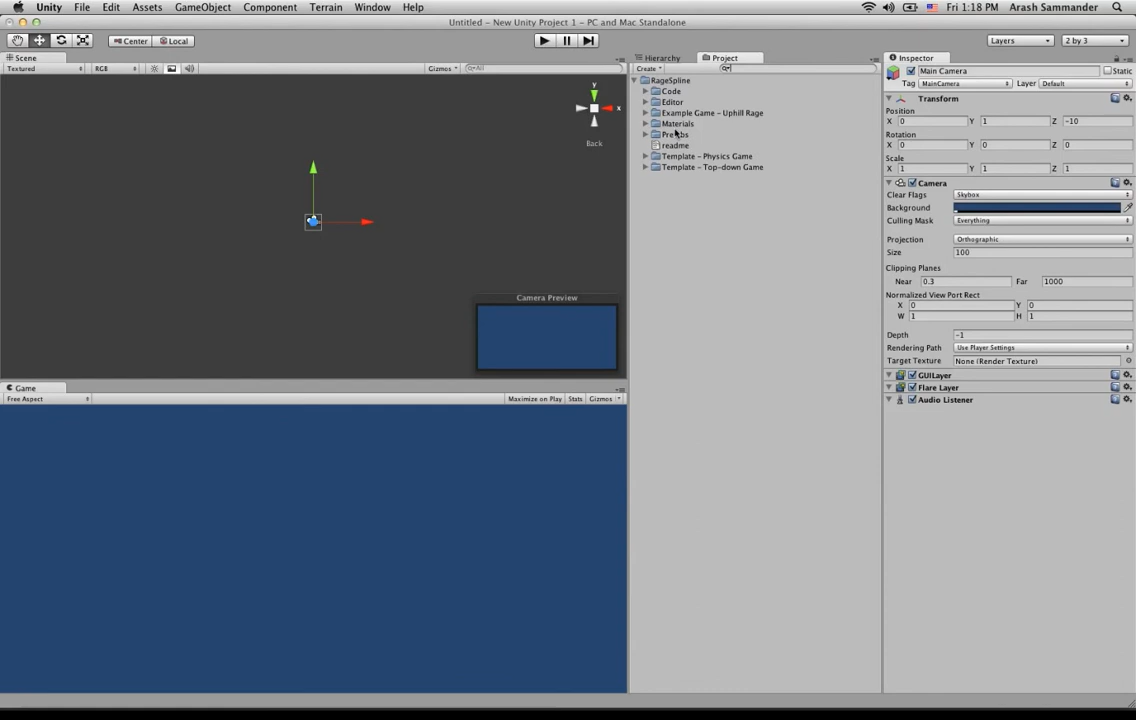 Unity File Edit Assets GameObject Component Terrain Window Help Fri 1:18 PM Arash Sammander
Untitled - New Unity Project 1 - PC and Mac Standalone
Center Local Layers 2 by 3
Scene
Textured RGB Gizmos All
y
x
Back
Camera Preview
Game
Free Aspect Maximize on Play Stats Gizmos
Hierarchy Project
Create
RageSpline
Code
Editor
Example Game - Uphill Rage
Materials
readme
Template - Physics Game
Template - Top-down Game
Inspector
Main Camera Static
Tag MainCamera Layer Default
Transform
Position
X 0 Y 1 Z -10
Rotation
X 0 Y 0 Z 0
Scale
X 1 Y 1 Z 1
Camera
Clear Flags Skybox
Background
Culling Mask Everything
Projection Orthographic
Size 100
Clipping Planes
Near 0.3 Far 1000
Normalized View Port Rect
X 0 Y 0
W 1 H 1
Depth -1
Rendering Path Use Player Settings
Target Texture None (Render Texture)
GUILayer
Flare Layer
Audio Listener